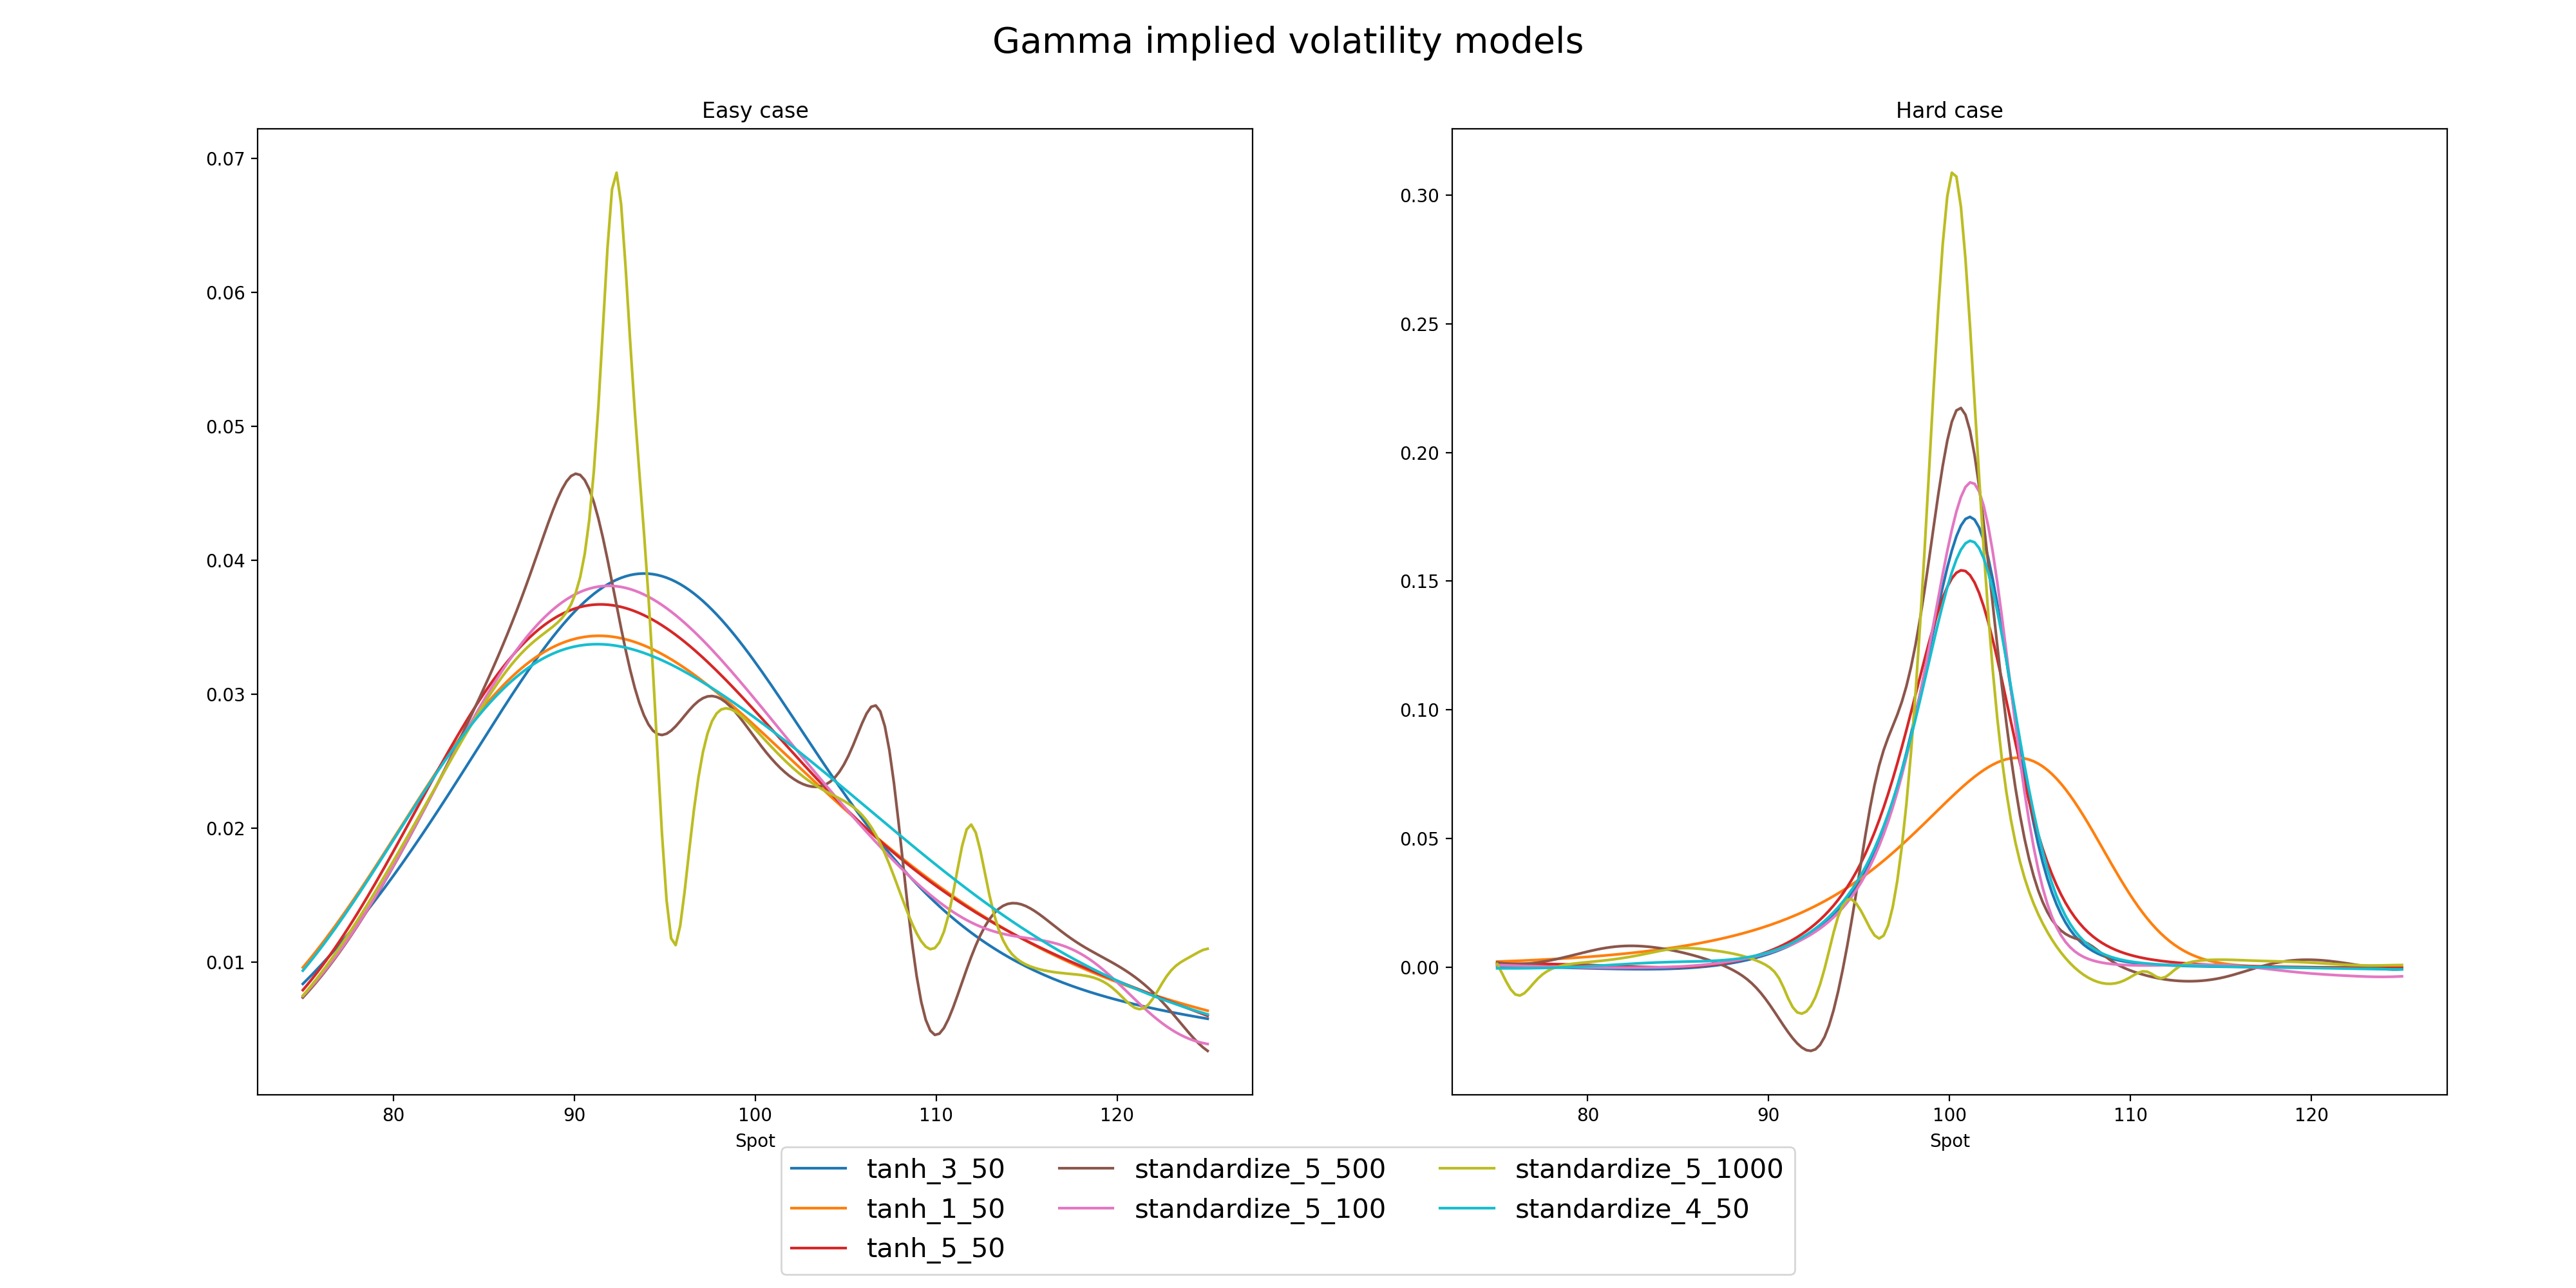 Gamma implied volatility models
Easy case
0.07
0.06
0.05
0.04
0.03
0.02
0.01
80 90 100 110 120
Spot
Hard case
0.30
0.25
0.20
0.15
0.10
0.05
0.00
80 90 100 110 120
Spot
tanh_3_50 standardize_5_500 standardize_5_1000
tanh_1_50 standardize_5_100 standardize_4_50
tanh_5_50